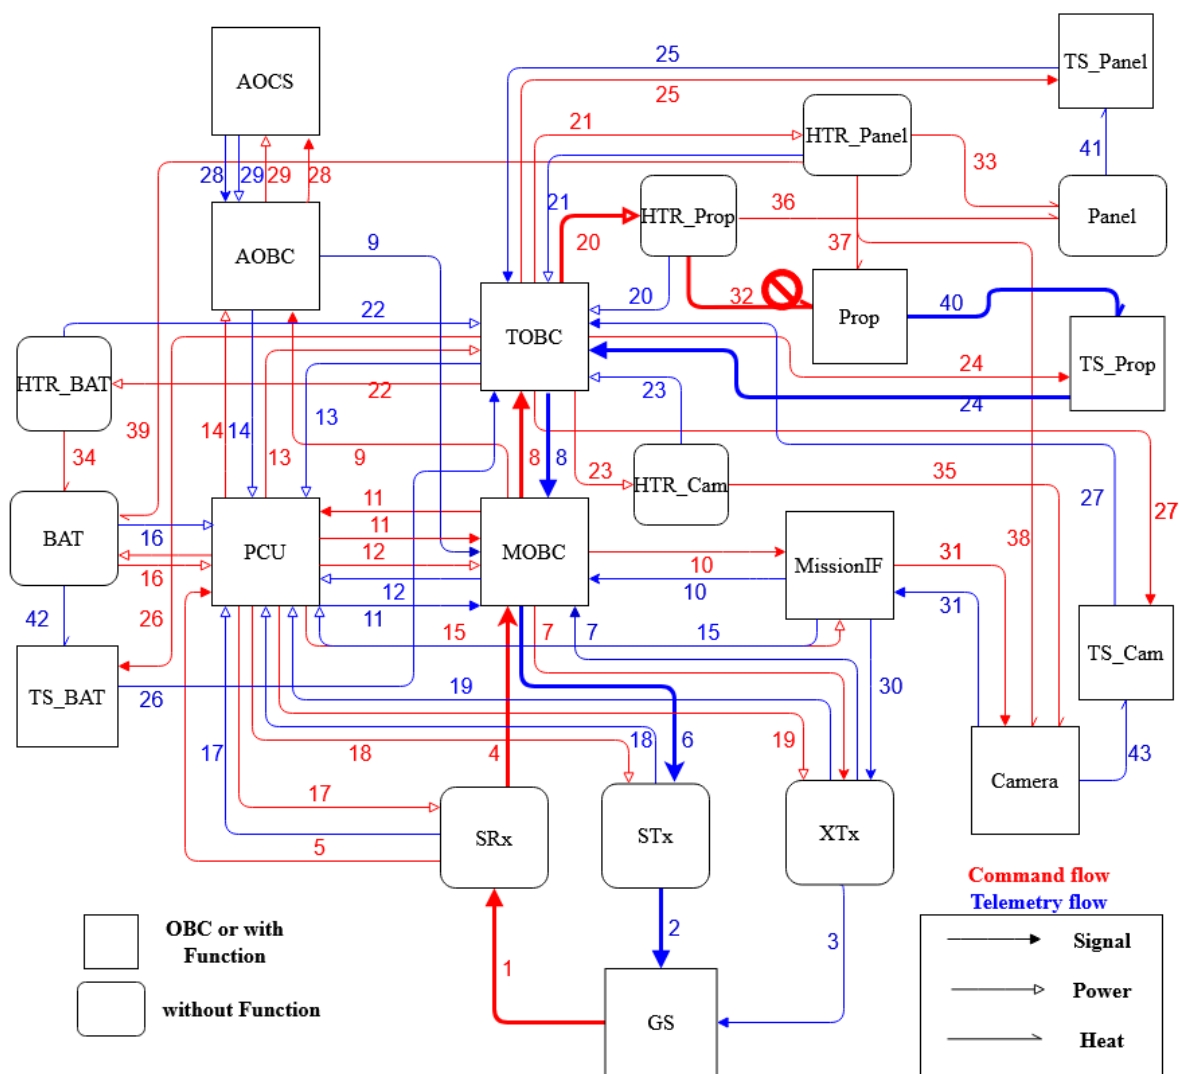 AOCS
25
TS_Panel
25
21
HTR_Panel
28
29
29
28
33
41
21
HTR_Prop
36
Panel
9
20
37
AOBC
22
20
32
Prop
40
TOBC
TS_Prop
HTR_BAT
24
22
23
24
39
14
14
13
13
9
8
8
34
23
HTR_Cam
35
11
27
27
BAT
16
PCU
11
MOBC
38
12
10
MissionIF
31
16
12
10
31
42
26
11
15
7
7
15
TS_BAT
26
19
30
TS_Cam
17
18
4
18
6
19
43
Camera
17
SRx
STx
XTx
5
Command flow
Telemetry flow
OBC or with
Function
2
3
Signal
1
Power
without Function
GS
Heat